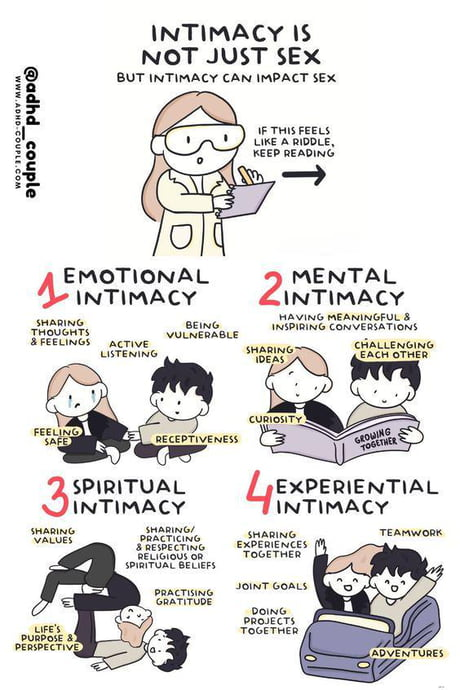 INTIMACY IS
NOT JUST SEX
BUT INTIMACY CAN IMPACT SEX
@adhd_couple
WWW.ADHD-COUPLE.COM
IF THIS FEELS
LIKE A RIDDLE,
KEEP READING
1 EMOTIONAL
INTIMACY
SHARING
THOUGHTS
& FEELINGS
ACTIVE
LISTENING
BEING
VULNERABLE
FEELING
SAFE
RECEPTIVENESS
2 MENTAL
INTIMACY
HAVING MEANINGFUL &
INSPIRING CONVERSATIONS
SHARING
IDEAS
CHALLENGING
EACH OTHER
CURIOSITY
GROWING
TOGETHER
3 SPIRITUAL
INTIMACY
SHARING
VALUES
SHARING/
PRACTICING
& RESPECTING
RELIGIOUS OR
SPIRITUAL BELIEFS
PRACTISING
GRATITUDE
LIFE'S
PURPOSE &
PERSPECTIVE
4 EXPERIENTIAL
INTIMACY
SHARING
EXPERIENCES
TOGETHER
TEAMWORK
JOINT GOALS
DOING
PROJECTS
TOGETHER
ADVENTURES